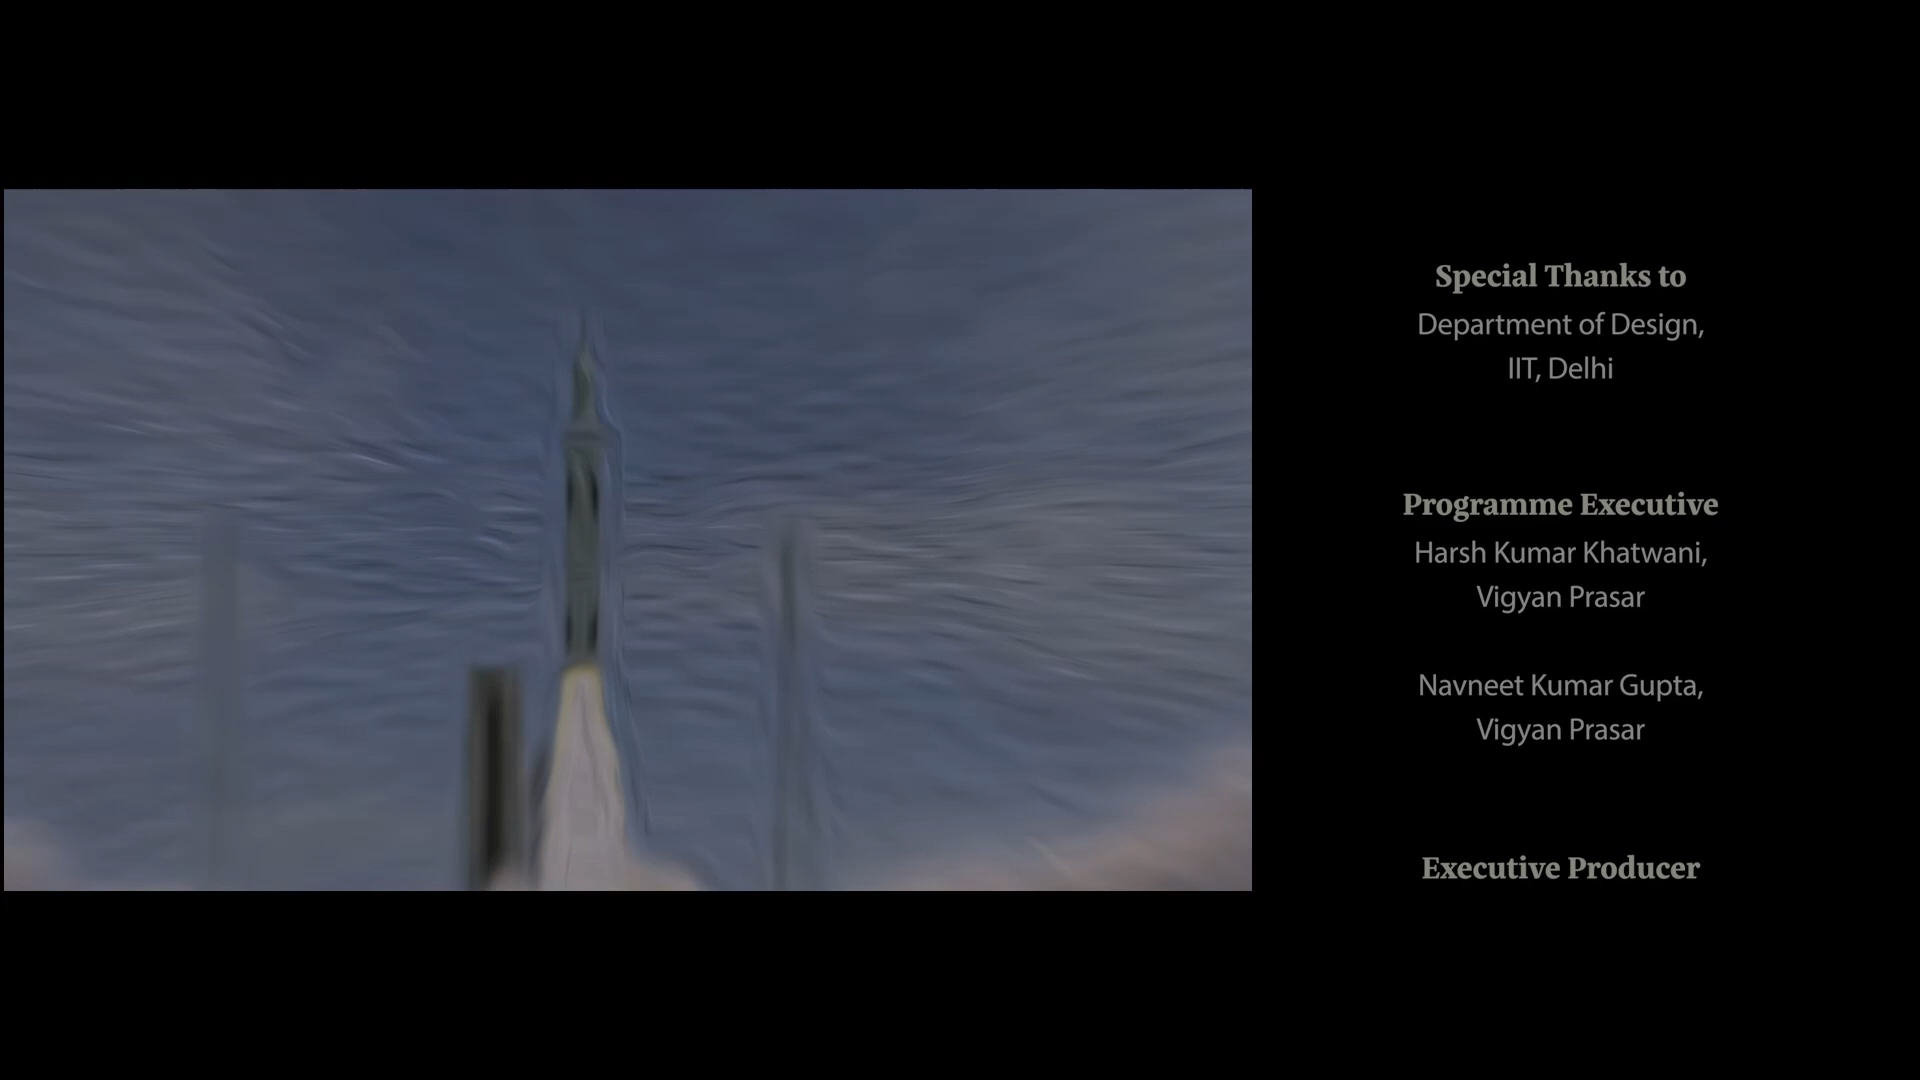 Special Thanks to
Department of Design,
IIT, Delhi
Programme Executive
Harsh Kumar Khatwani,
Vigyan Prasar
Navneet Kumar Gupta,
Vigyan Prasar
Executive Producer